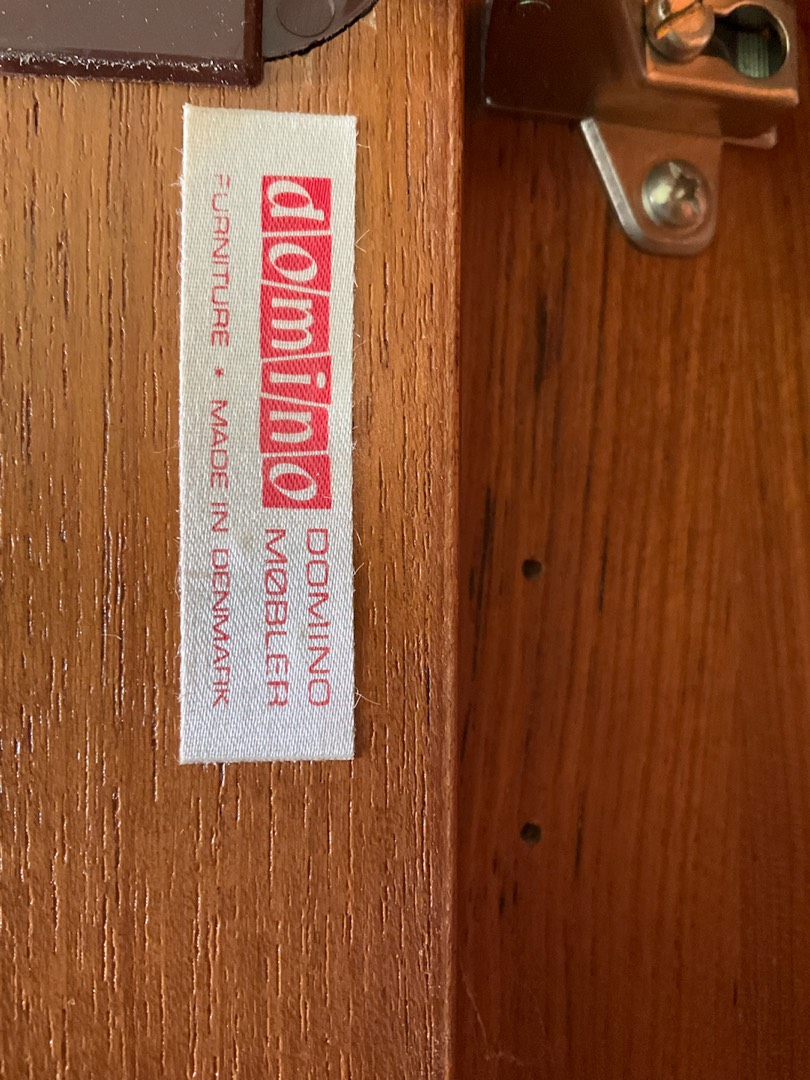 domino DOMINO
MØBLER
FURNITURE * MADE IN DENMARK